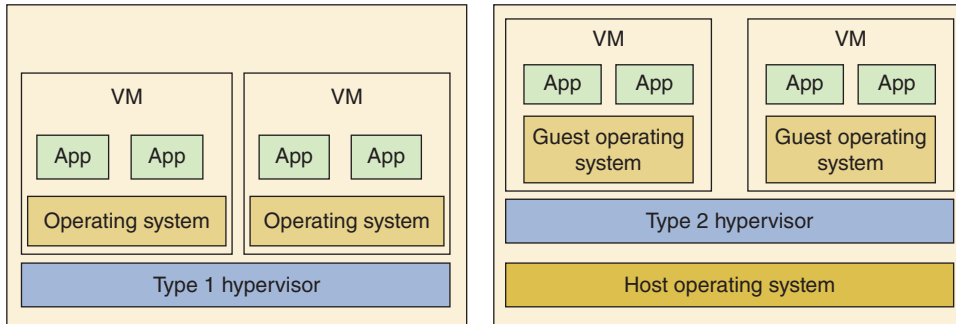 VM
VM
App
App
App
App
Operating system
Operating system
Type 1 hypervisor
VM
VM
App
App
App
App
Guest operating
system
Guest operating
system
Type 2 hypervisor
Host operating system